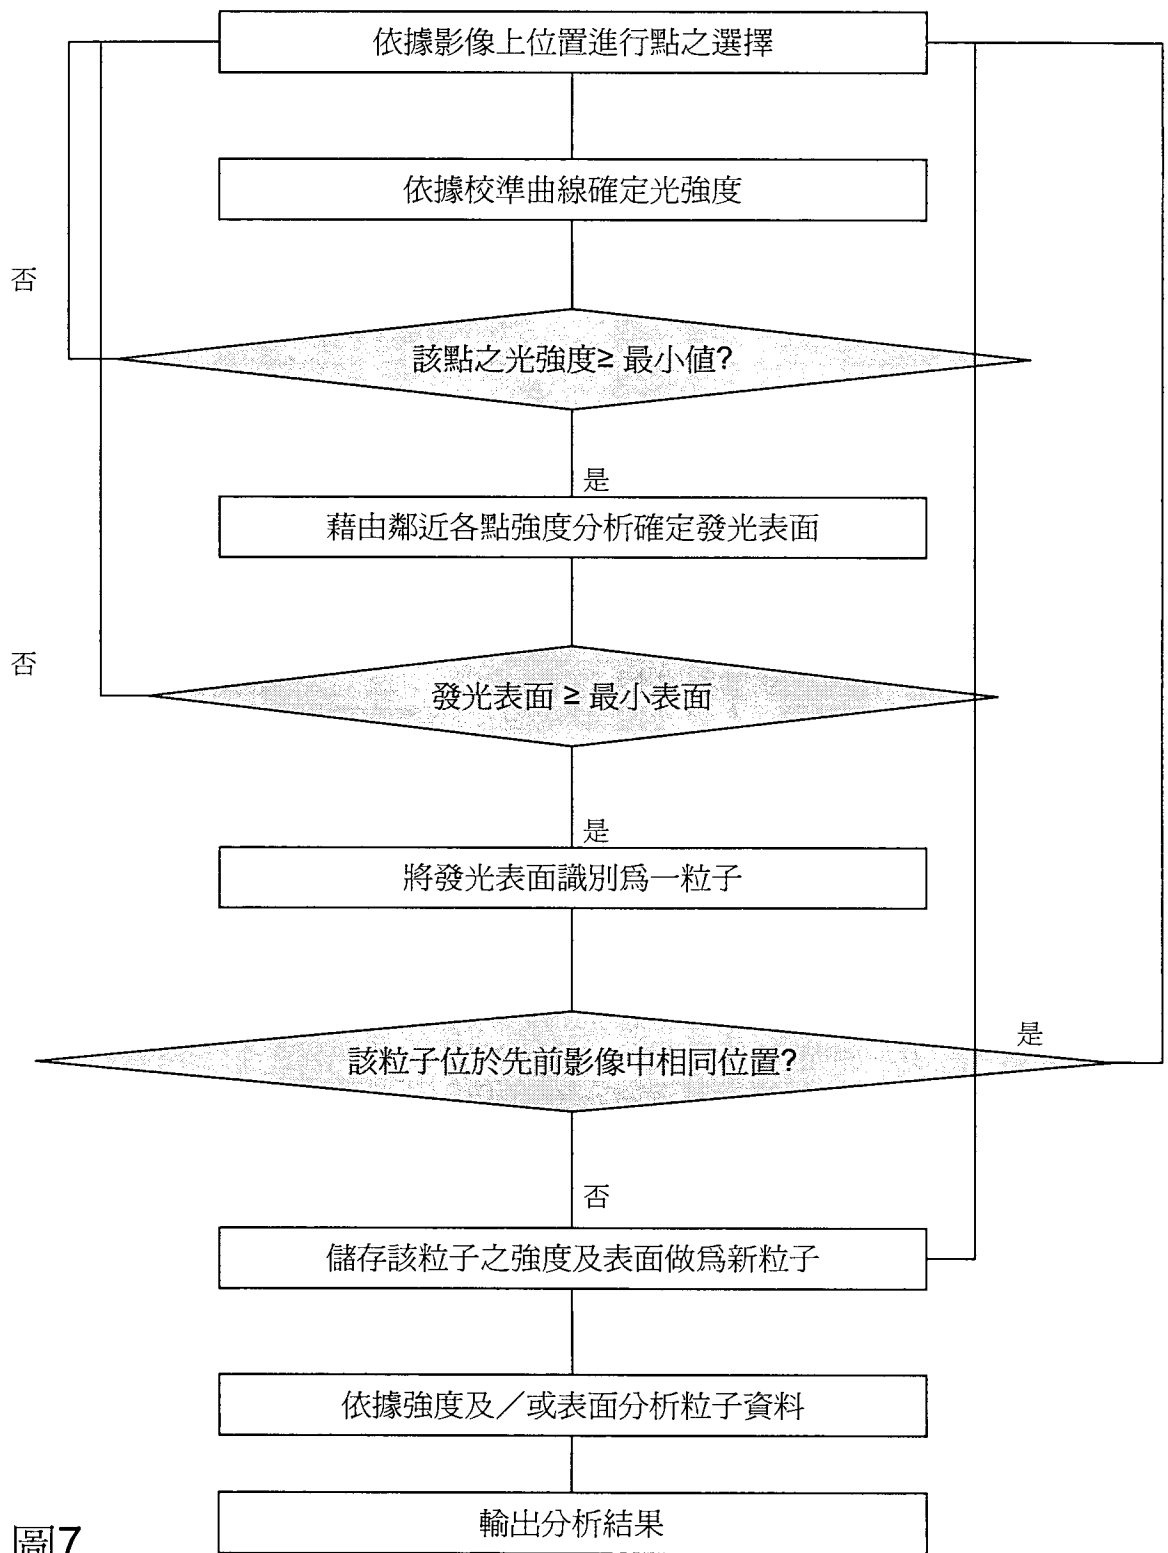 依據影像上位置進行點之選擇
依據校準曲線確定光強度
否
該點之光強度≥ 最小值?
是
藉由鄰近各點強度分析確定發光表面
否
發光表面 ≥ 最小表面
是
將發光表面識別為一粒子
是
該粒子位於先前影像中相同位置?
否
儲存該粒子之強度及表面做為新粒子
依據強度及／或表面分析粒子資料
輸出分析結果
圖7